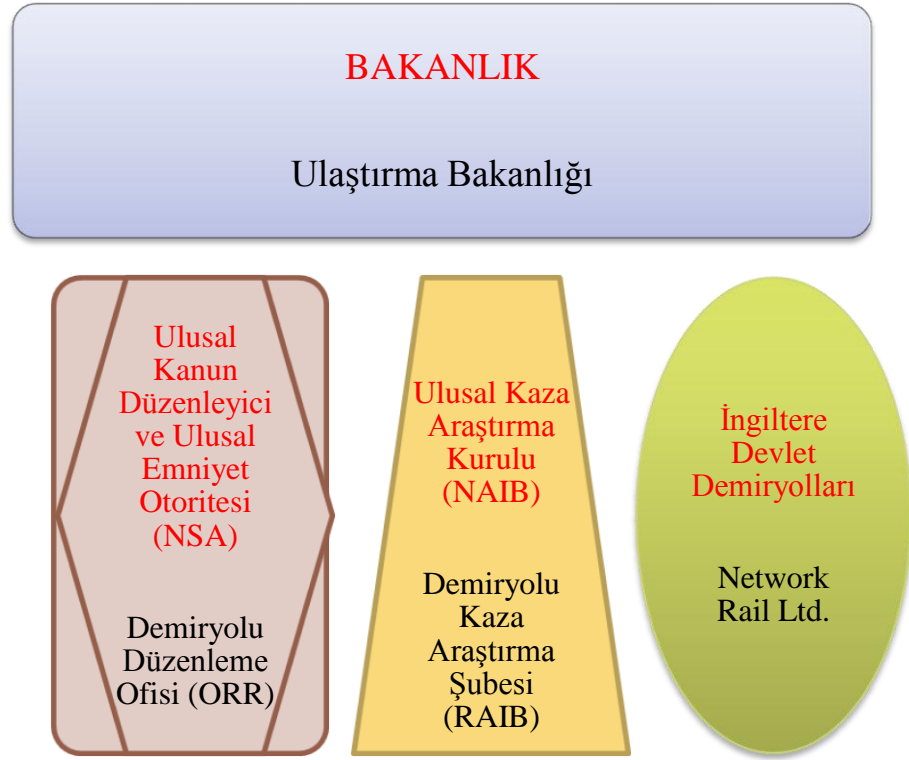 BAKANLIK
Ulaştırma Bakanlığı
Ulusal
Kanun
Düzenleyici
ve Ulusal
Emniyet
Otoritesi
(NSA)
Demiryolu
Düzenleme
Ofisi (ORR)
Ulusal Kaza
Araştırma
Kurulu
(NAIB)
Demiryolu
Kaza
Araştırma
Şubesi
(RAIB)
İngiltere
Devlet
Demiryolları
Network
Rail Ltd.